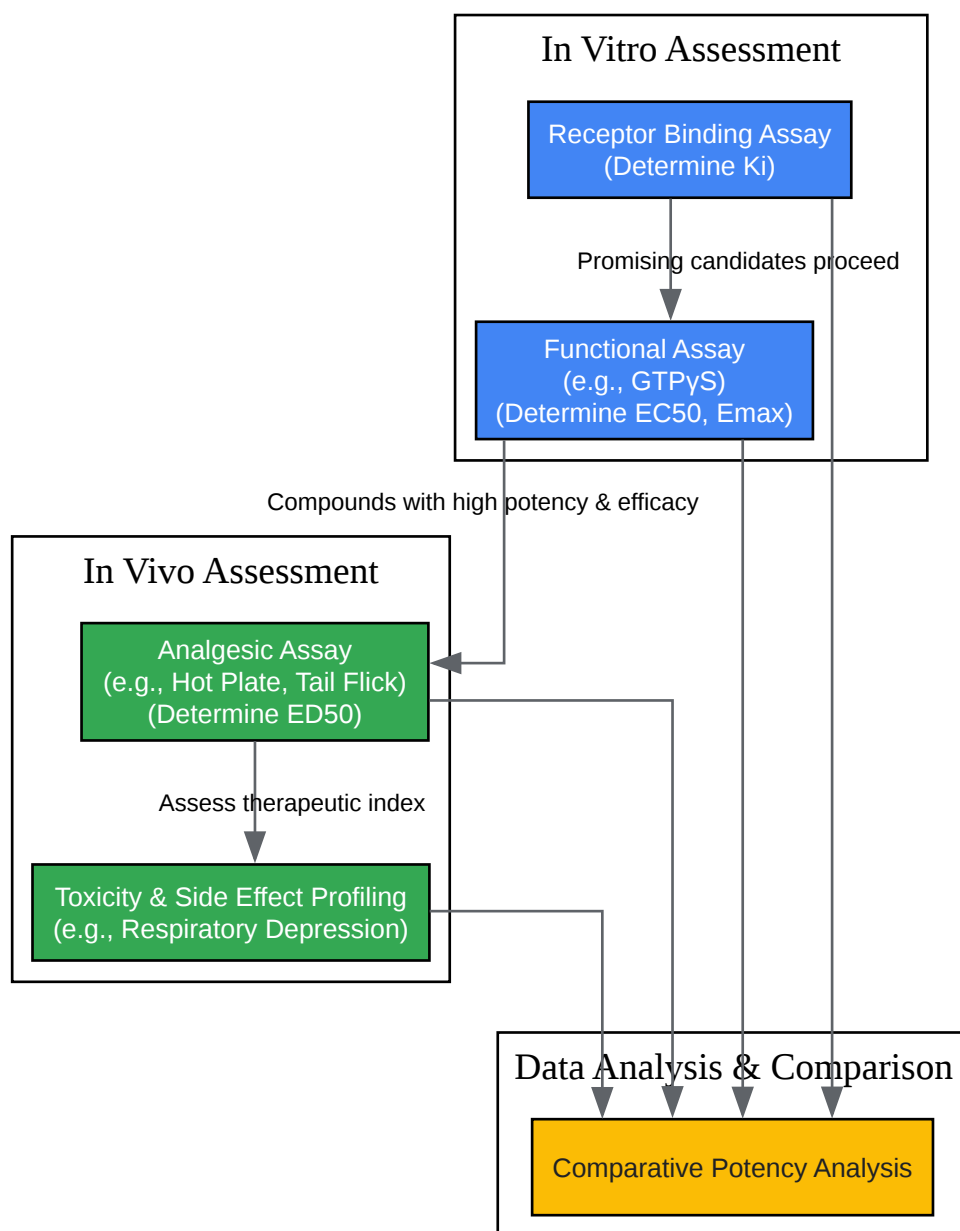 In Vitro Assessment
Receptor Binding Assay
(Determine Ki)
Promising candidates proceed
Functional Assay
(e.g., GTPγS)
(Determine EC50, Emax)
Compounds with high potency & efficacy
In Vivo Assessment
Analgesic Assay
(e.g., Hot Plate, Tail Flick)
(Determine ED50)
Assess therapeutic index
Toxicity & Side Effect Profiling
(e.g., Respiratory Depression)
Data Analysis & Comparison
Comparative Potency Analysis